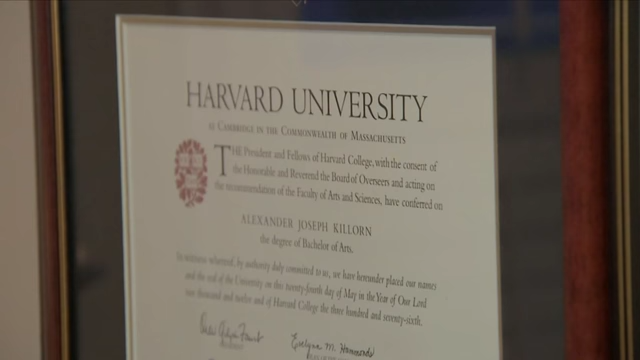 HARVARD UNIVERSITY
AT CAMBRIDGE IN THE COMMONWEALTH OF MASSACHUSETTS
THE President and Fellows of Harvard College, with the consent of
the Honorable and Reverend the Board of Overseers and acting on
the recommendation of the Faculty of Arts and Sciences, have conferred on
ALEXANDER JOSEPH KILLORN
the degree of Bachelor of Arts.
In witness whereof, by authority duly committed to us, we have hereunder placed our names
and the seal of the University on this twenty-fourth day of May in the Year of Our Lord
two thousand and twelve and of Harvard College the three hundred and seventy-sixth.
Evelynn M. Hammonds